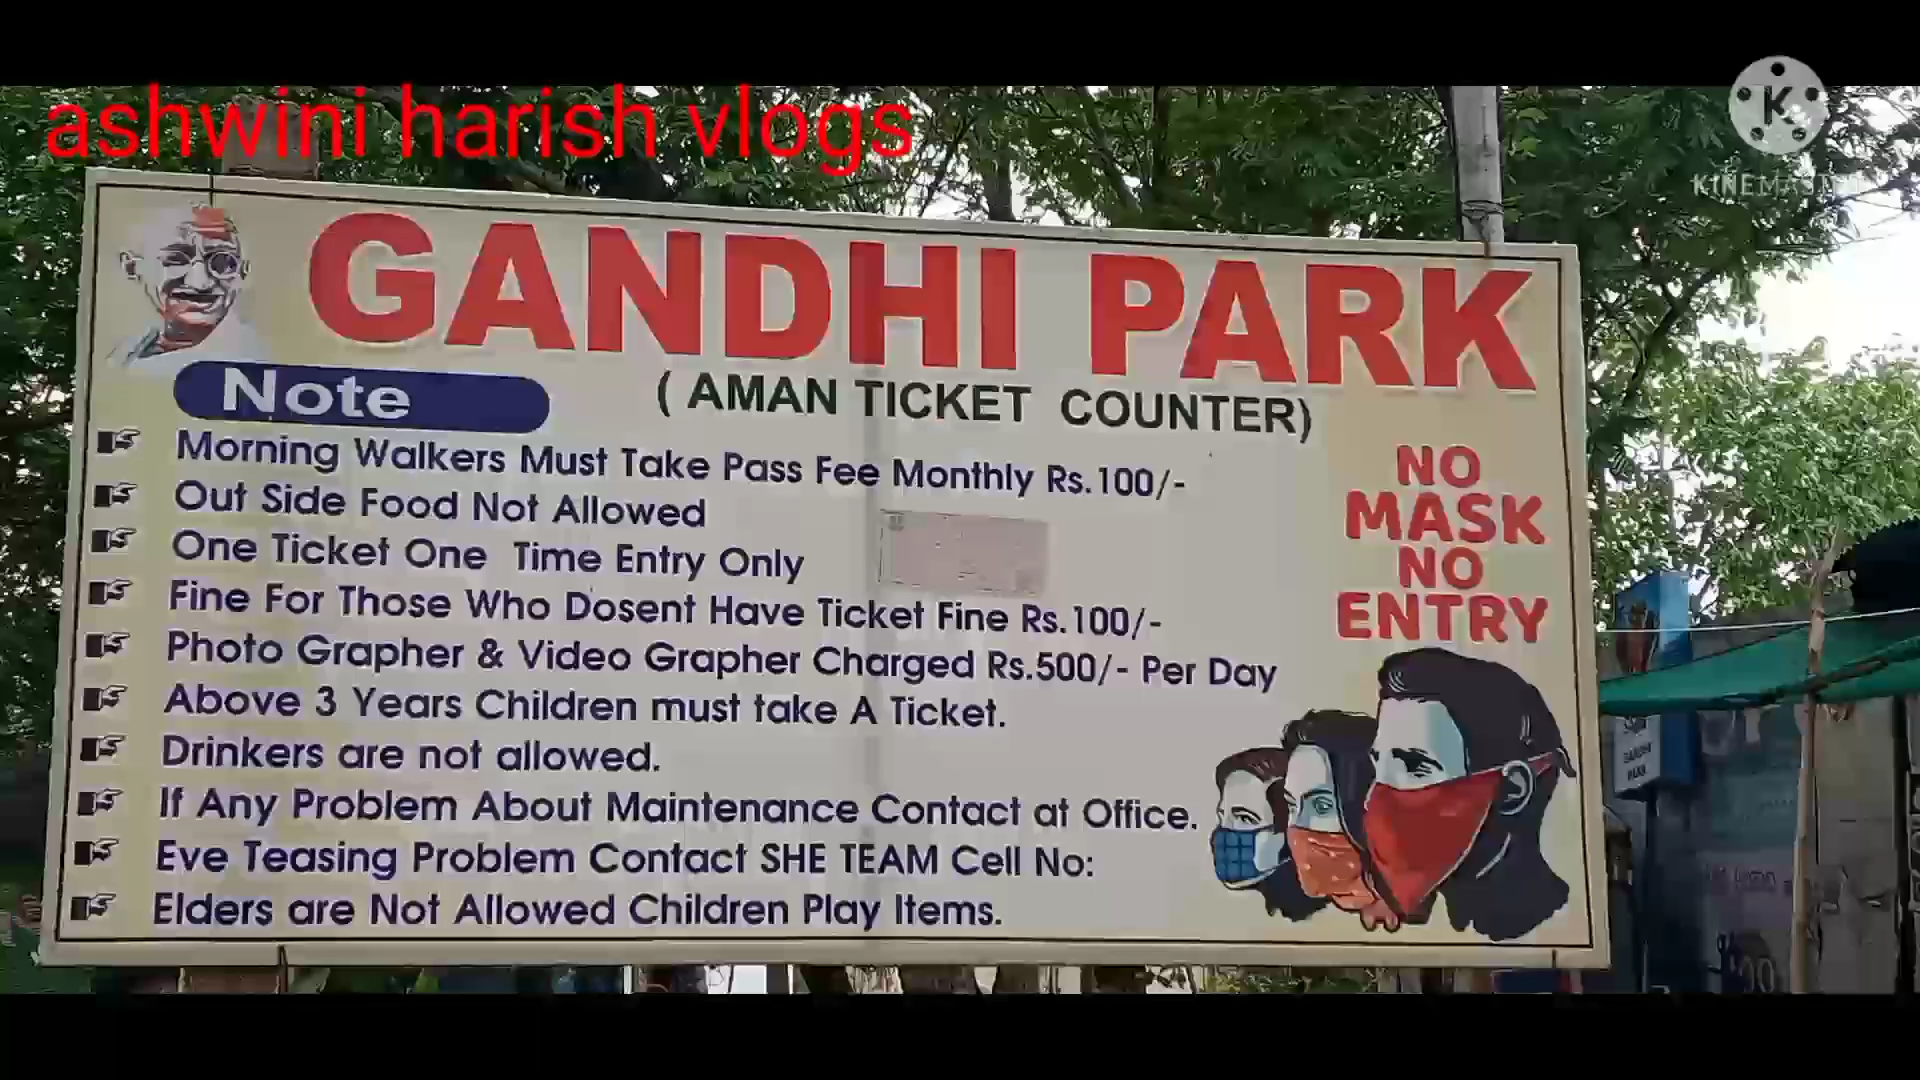 ashwini harish vlogs
K
KINEMASTER
GANDHI PARK
Note
( AMAN TICKET COUNTER)
Morning Walkers Must Take Pass Fee Monthly Rs.100/-
Out Side Food Not Allowed
One Ticket One Time Entry Only
Fine For Those Who Dosent Have Ticket Fine Rs.100/-
Photo Grapher & Video Grapher Charged Rs.500/- Per Day
Above 3 Years Children must take A Ticket.
Drinkers are not allowed.
If Any Problem About Maintenance Contact at Office.
Eve Teasing Problem Contact SHE TEAM Cell No:
Elders are Not Allowed Children Play Items.
NO
MASK
NO
ENTRY
GANDHI
PARK